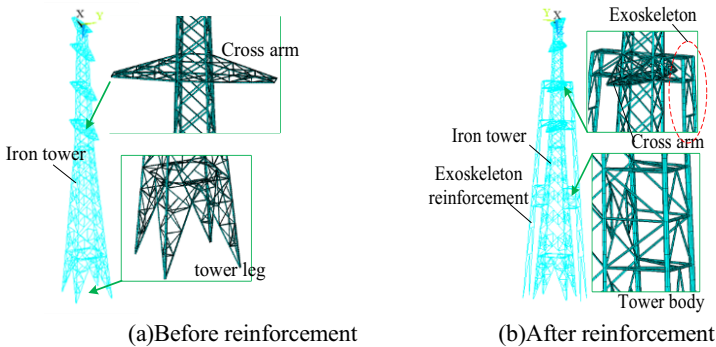 X
Y
Cross arm
Iron tower
tower leg
(a)Before reinforcement
Y
X
Exoskeleton
Iron tower
Cross arm
Exoskeleton
reinforcement
Tower body
(b)After reinforcement